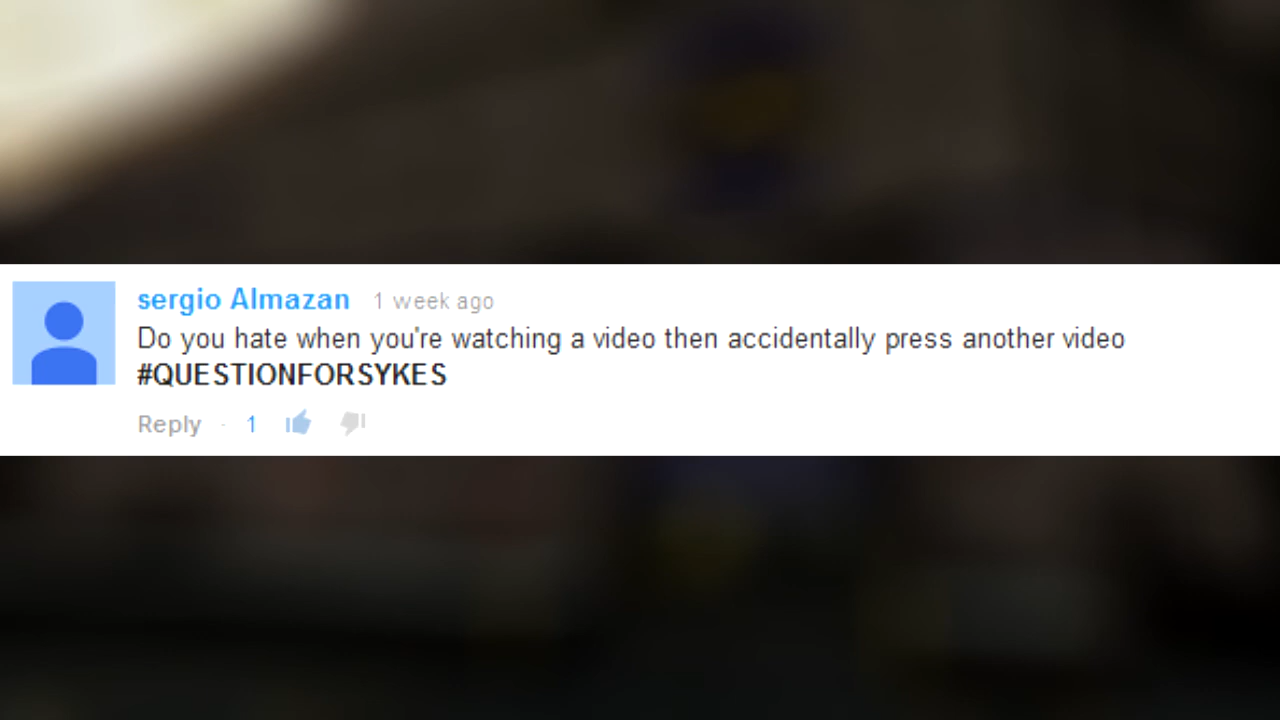 sergio Almazan 1 week ago
Do you hate when you're watching a video then accidentally press another video
#QUESTIONFORSYKES
Reply · 1